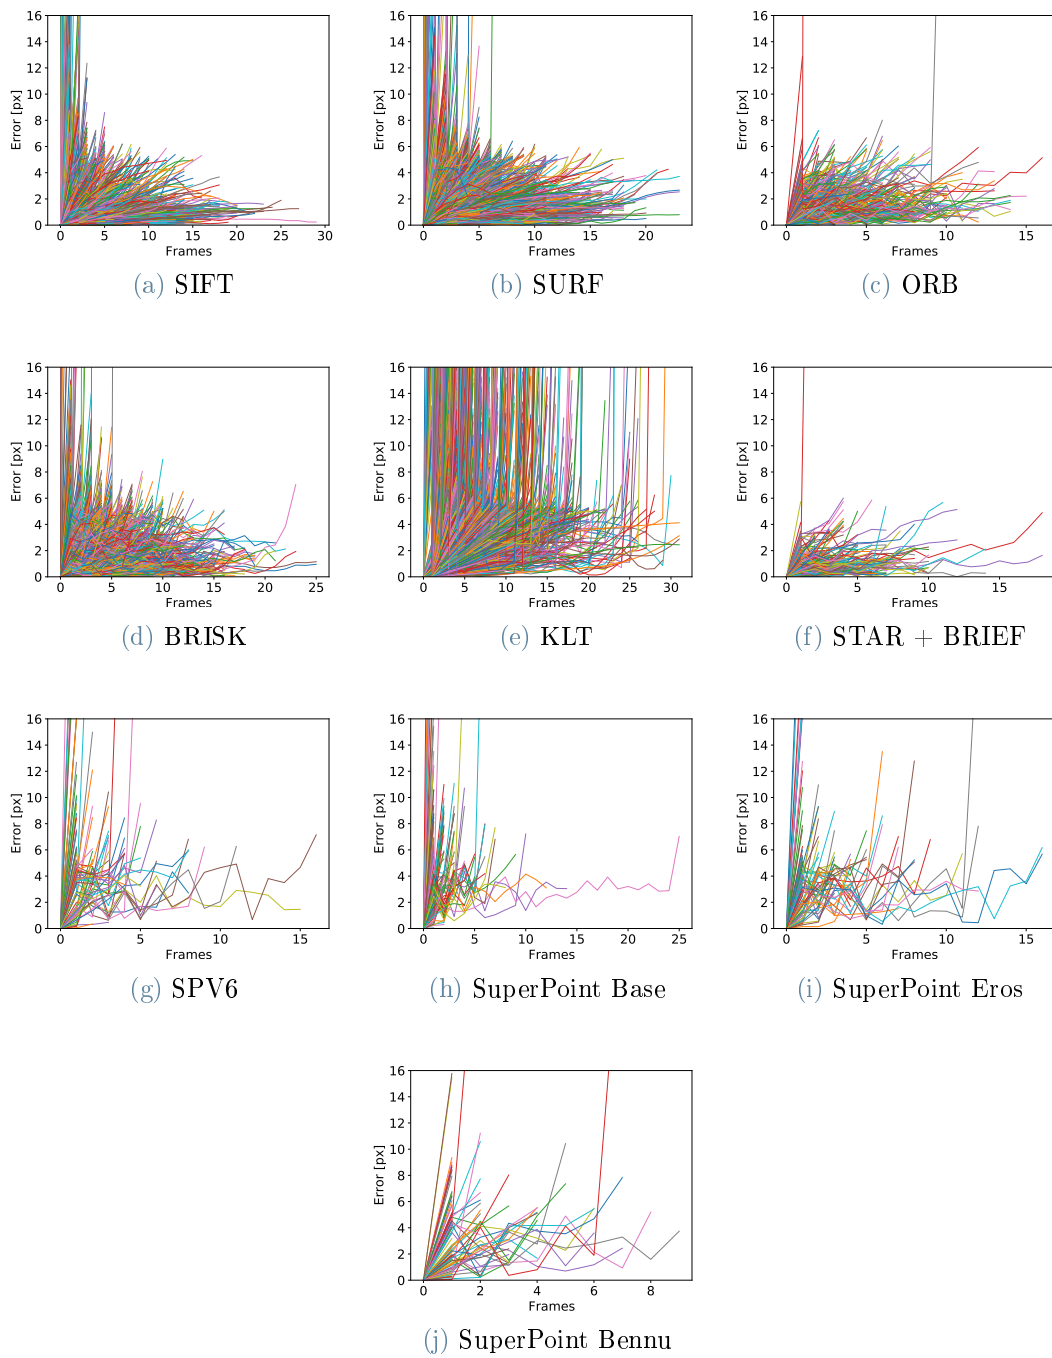 16
14
12
10
8
6
4
2
0
Error [px]
0 5 10 15 20 25 30
Frames
(a) SIFT
16
14
12
10
8
6
4
2
0
Error [px]
0 5 10 15 20
Frames
(b) SURF
16
14
12
10
8
6
4
2
0
Error [px]
0 5 10 15
Frames
(c) ORB
16
14
12
10
8
6
4
2
0
Error [px]
0 5 10 15 20 25
Frames
(d) BRISK
16
14
12
10
8
6
4
2
0
Error [px]
0 5 10 15 20 25 30
Frames
(e) KLT
16
14
12
10
8
6
4
2
0
Error [px]
0 5 10 15
Frames
(f) STAR + BRIEF
16
14
12
10
8
6
4
2
0
Error [px]
0 5 10 15
Frames
(g) SPV6
16
14
12
10
8
6
4
2
0
Error [px]
0 5 10 15 20 25
Frames
(h) SuperPoint Base
16
14
12
10
8
6
4
2
0
Error [px]
0 5 10 15
Frames
(i) SuperPoint Eros
16
14
12
10
8
6
4
2
0
Error [px]
0 2 4 6 8
Frames
(j) SuperPoint Bennu